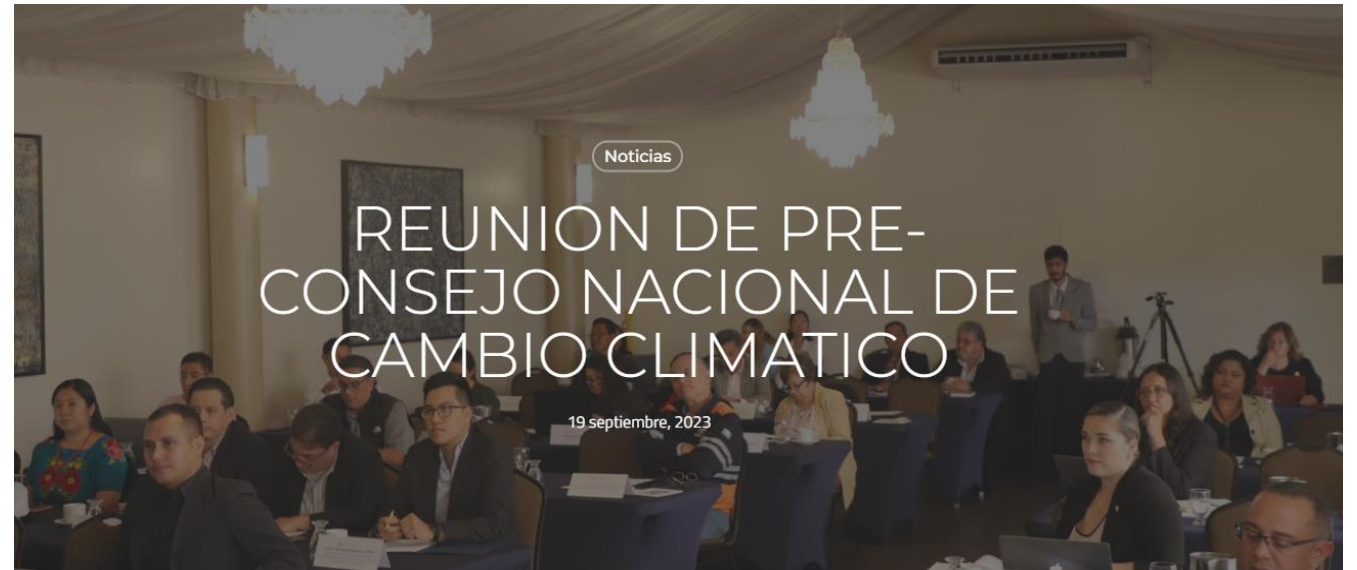 Noticias
REUNION DE PRE-
CONSEJO NACIONAL DE
CAMBIO CLIMATICO
19 septiembre, 2023